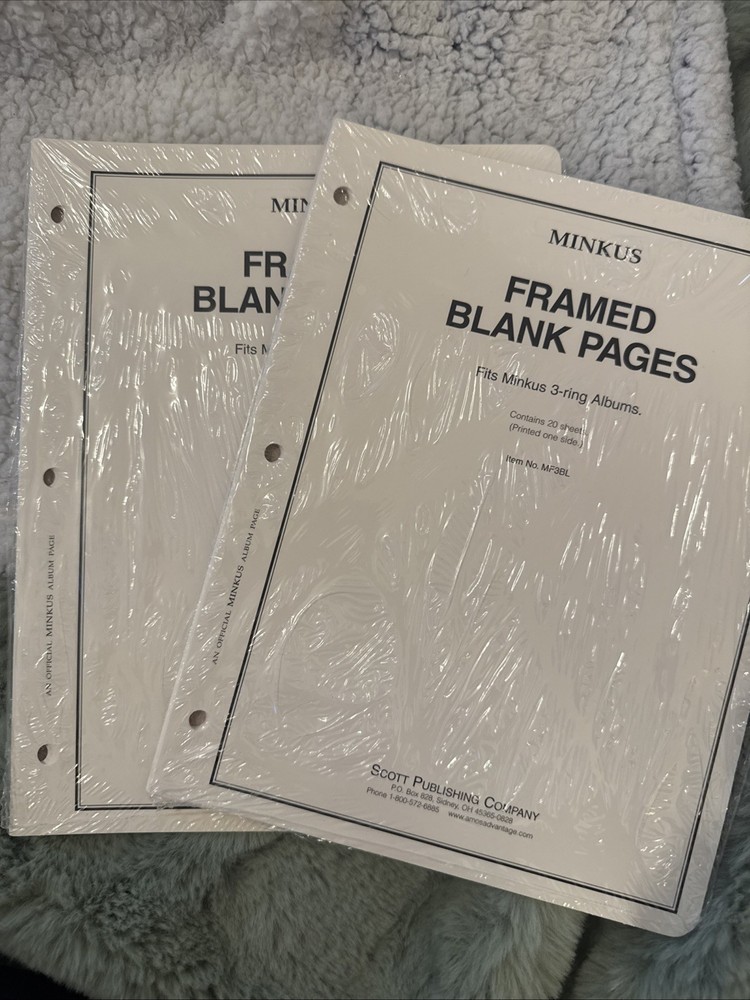 MIN
FR
BLAN
Fits M
AN OFFICIAL MINKUS ALBUM PAGE
MINKUS
FRAMED
BLANK PAGES
Fits Minkus 3-ring Albums.
Contains 20 sheets.
(Printed one side.)
Item No. MF3BL
AN OFFICIAL MINKUS ALBUM PAGE
SCOTT PUBLISHING COMPANY
P.O. Box 828, Sidney, OH 45365-0828
Phone 1-800-572-6885 www.amosadvantage.com